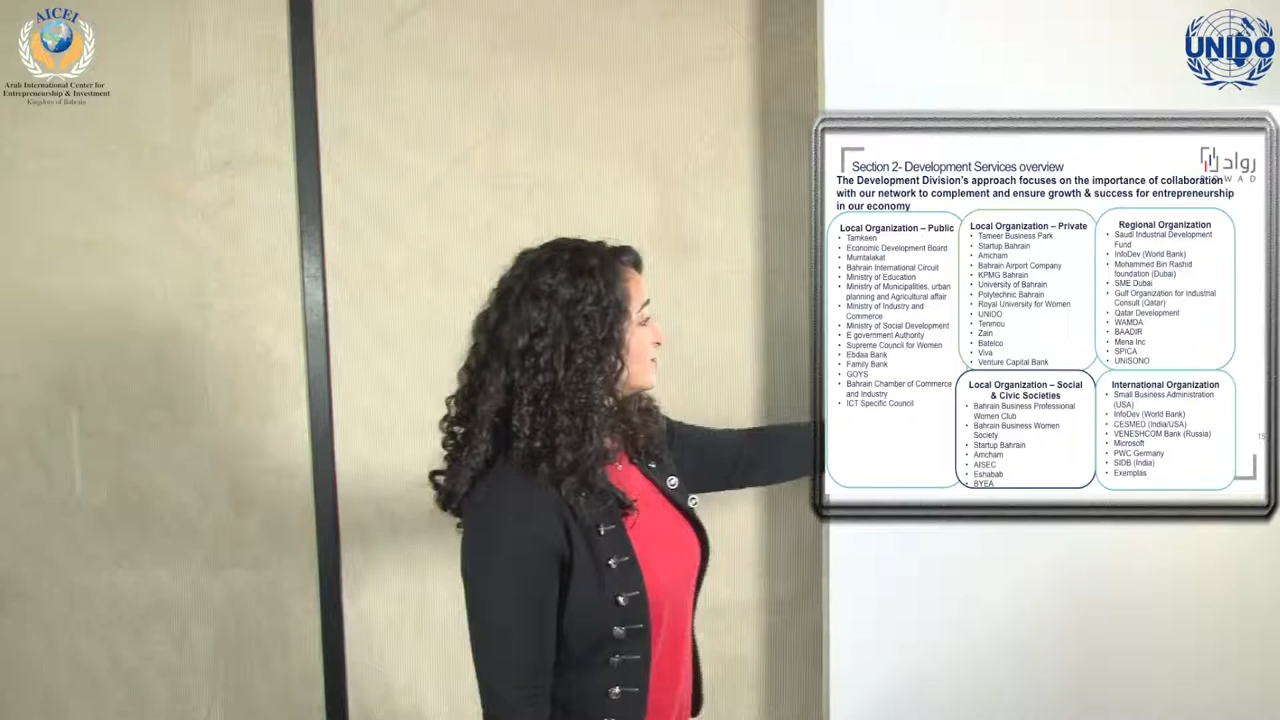 AICEI
Arab International Center for
Entrepreneurship & Investment
Kingdom of Bahrain
UNIDO
Section 2- Development Services overview
رواد
The Development Division's approach focuses on the importance of collaboration
with our network to complement and ensure growth & success for entrepreneurship
in our economy
Local Organization – Public
• Tamkeen
• Economic Development Board
• Mumtalakat
• Bahrain International Circuit
• Ministry of Education
• Ministry of Municipalities, urban
planning and Agricultural affair
• Ministry of Industry and
Commerce
• Ministry of Social Development
• E government Authority
• Supreme Council for Women
• Ebdaa Bank
• Family Bank
• GOYS
• Bahrain Chamber of Commerce
and Industry
• ICT Specific Council
Local Organization – Private
• Tameer Business Park
• Startup Bahrain
• Amcham
• Bahrain Airport Company
• KPMG Bahrain
• University of Bahrain
• Polytechnic Bahrain
• Royal University for Women
• UNIDO
• Tenmou
• Zain
• Batelco
• Viva
• Venture Capital Bank
Regional Organization
• Saudi Industrial Development
Fund
• InfoDev (World Bank)
• Mohammed Bin Rashid
foundation (Dubai)
• SME Dubai
• Gulf Organization for Industrial
Consult (Qatar)
• Qatar Development
• WAMDA
• BAADIR
• Mena Inc
• SPICA
• UNISONO
Local Organization – Social
& Civic Societies
• Bahrain Business Professional
Women Club
• Bahrain Business Women
Society
• Startup Bahrain
• Amcham
• AISEC
• Eshabab
• BYEA
International Organization
• Small Business Administration
(USA)
• InfoDev (World Bank)
• CESMED (India/USA)
• VENESHCOM Bank (Russia)
• Microsoft
• PWC Germany
• SIDB (India)
• Exemplas
15